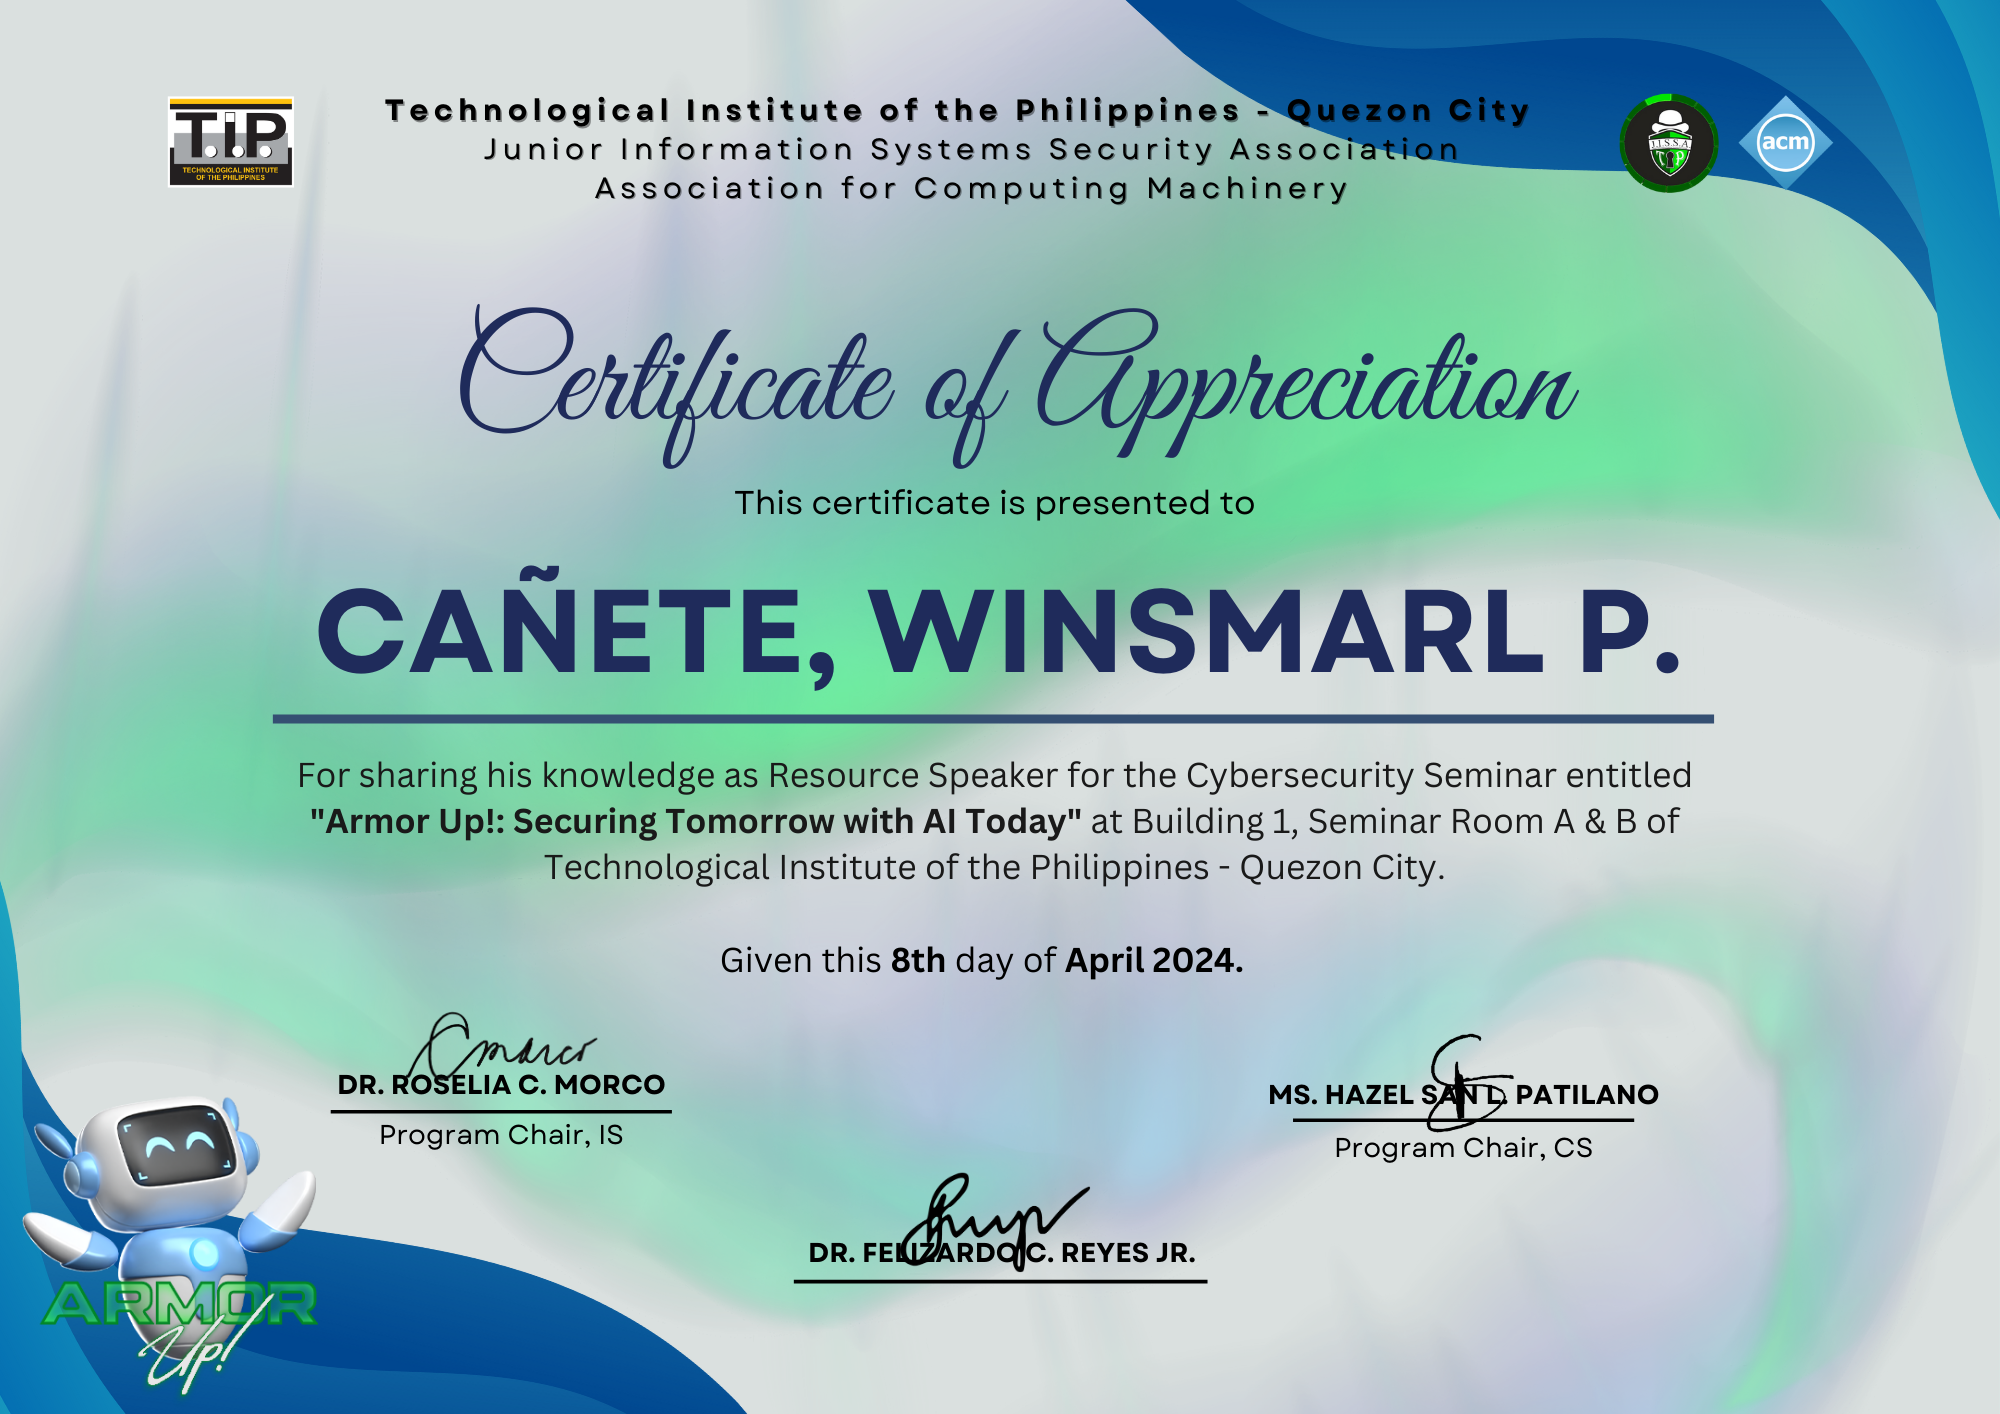 T.I.P.
TECHNOLOGICAL INSTITUTE
OF THE PHILIPPINES
Technological Institute of the Philippines - Quezon City
Junior Information Systems Security Association
Association for Computing Machinery
J.I.S.S.A
T P
acm
Certificate of Appreciation
This certificate is presented to
CAÑETE, WINSMARL P.
For sharing his knowledge as Resource Speaker for the Cybersecurity Seminar entitled
"Armor Up!: Securing Tomorrow with AI Today" at Building 1, Seminar Room A & B of
Technological Institute of the Philippines - Quezon City.
Given this 8th day of April 2024.
DR. ROSELIA C. MORCO
Program Chair, IS
MS. HAZEL SAN L. PATILANO
Program Chair, CS
DR. FELIZARDO C. REYES JR.
ARMOR
Up!